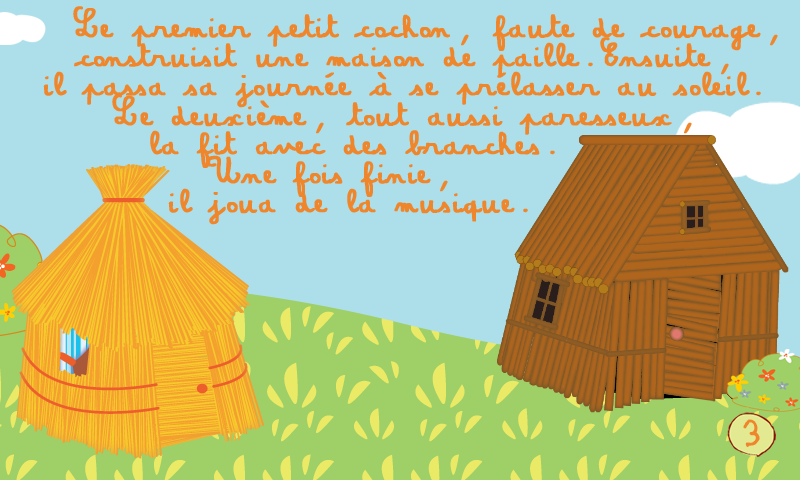 Le premier petit cochon, faute de courage,
construisit une maison de paille. Ensuite,
il passa sa journée à se prélasser au soleil.
Le deuxième, tout aussi paresseux,
la fit avec des branches.
Une fois finie,
il joua de la musique.
3